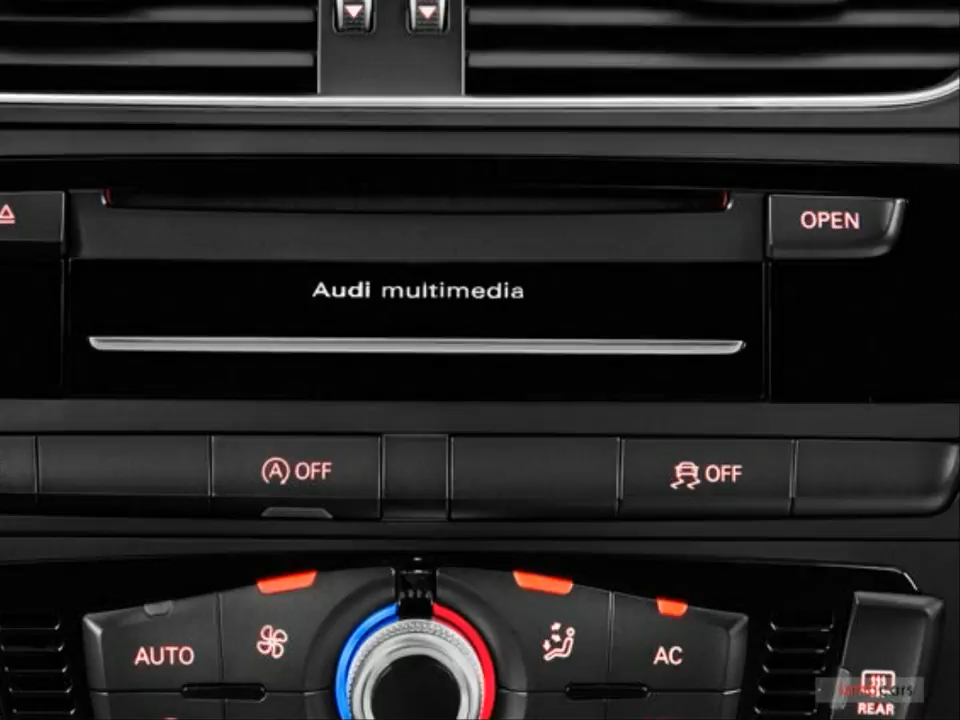 OPEN
Audi multimedia
A OFF
OFF
AUTO
AC
REAR